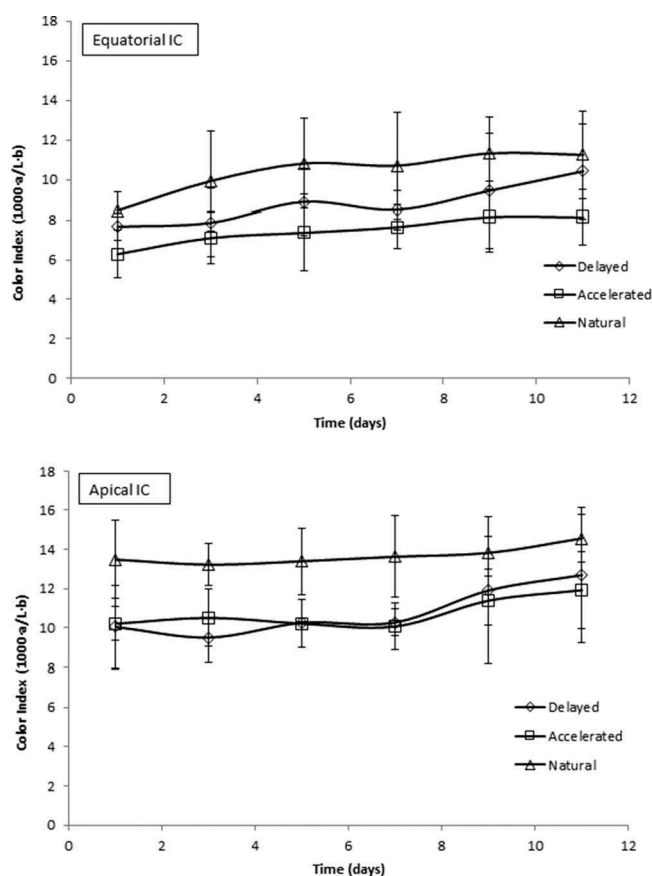 Equatorial IC
18
16
14
12
10
8
6
4
2
0
Color Index (1000·a/L·b)
Delayed
Accelerated
Natural
0 2 4 6 8 10 12
Time (days)
Apical IC
18
16
14
12
10
8
6
4
2
0
Color Index (1000·a/L·b)
Delayed
Accelerated
Natural
0 2 4 6 8 10 12
Time (days)